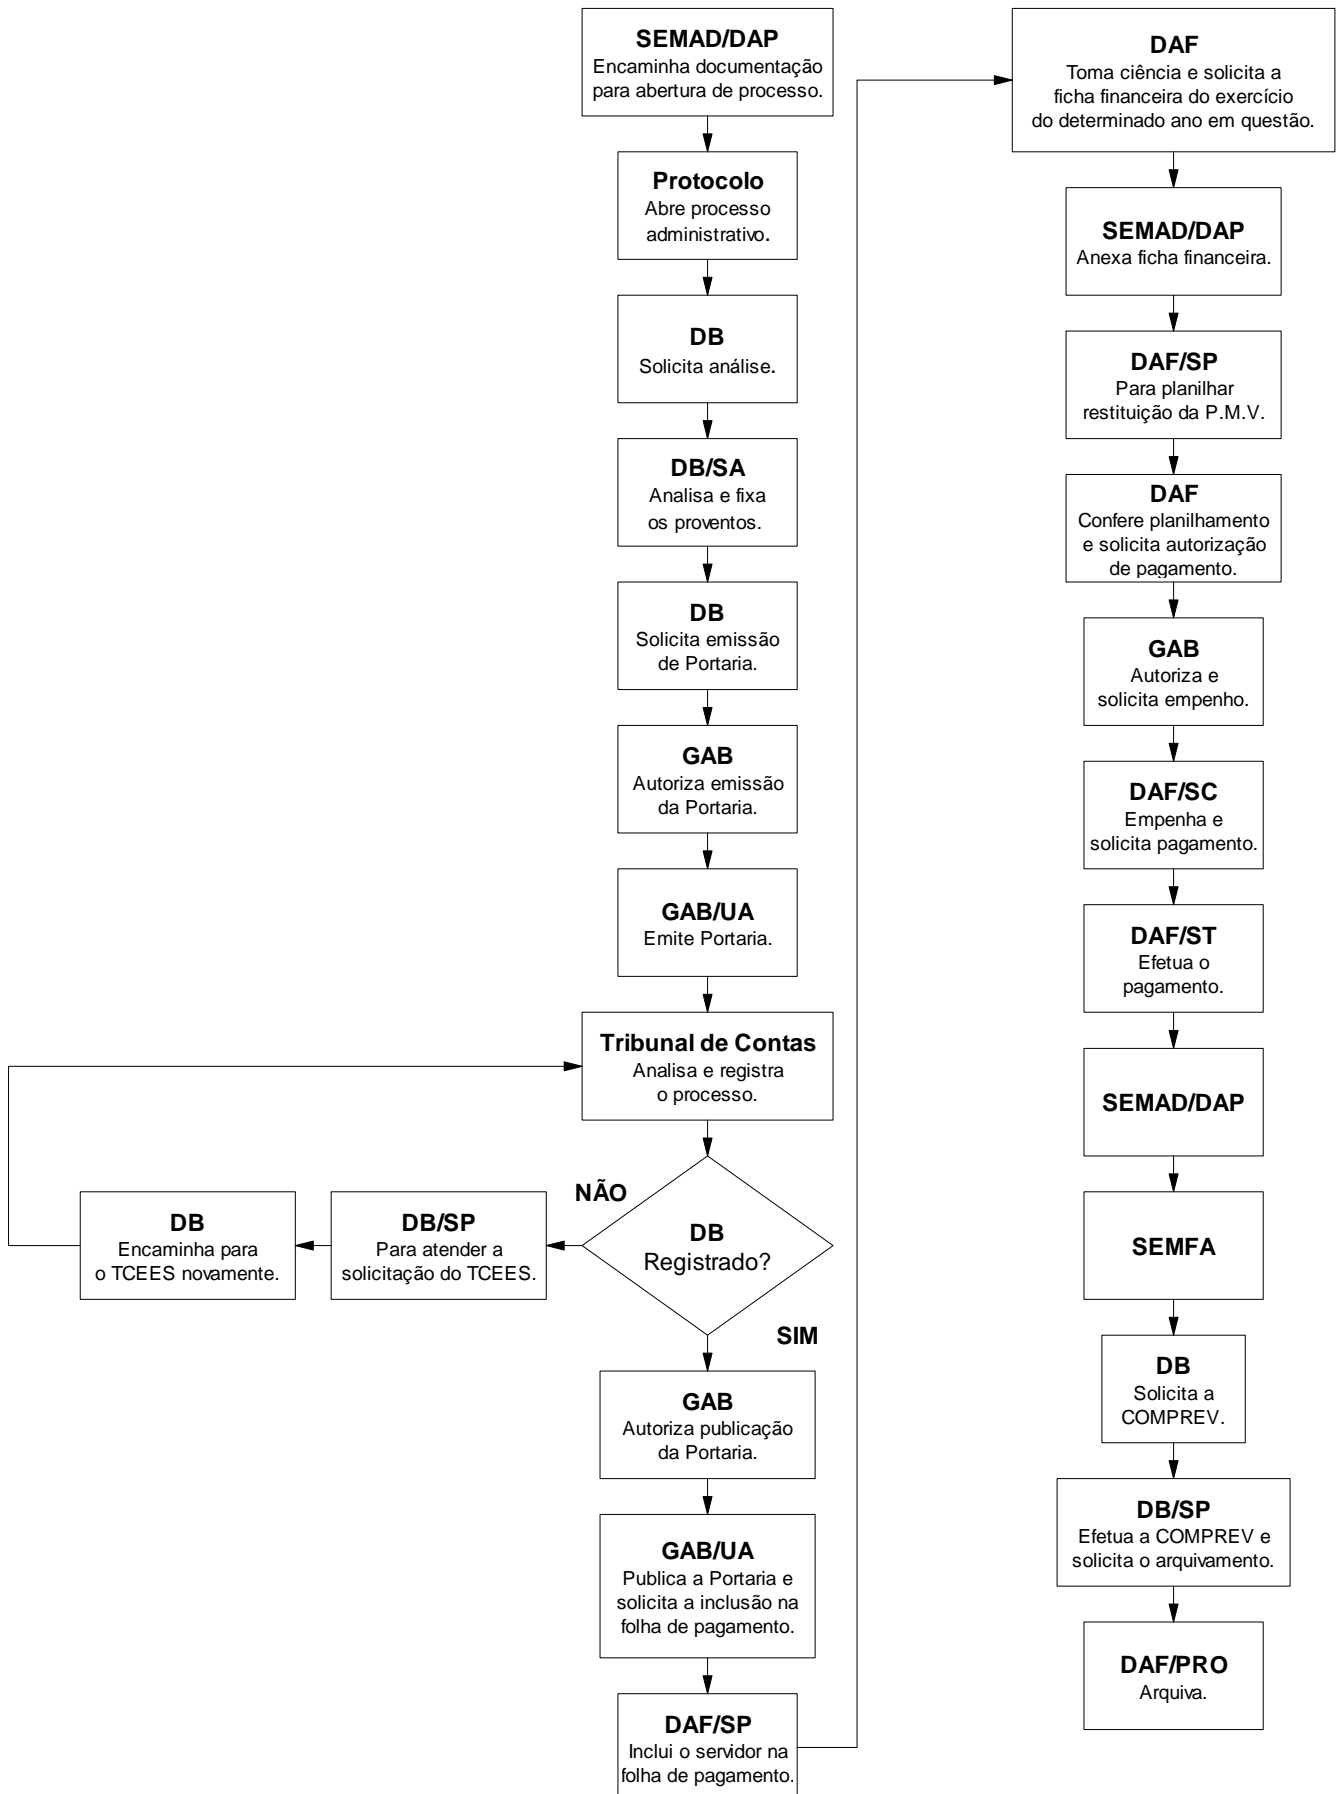 SEMAD/DAP
Encaminha documentação
para abertura de processo.
Protocolo
Abre processo
administrativo.
DB
Solicita análise.
DB/SA
Analisa e fixa
os proventos.
DB
Solicita emissão
de Portaria.
GAB
Autoriza emissão
da Portaria.
GAB/UA
Emite Portaria.
Tribunal de Contas
Analisa e registra
o processo.
DB
Registrado?
NÃO
DB/SP
Para atender a
solicitação do TCEES.
DB
Encaminha para
o TCEES novamente.
SIM
GAB
Autoriza publicação
da Portaria.
GAB/UA
Publica a Portaria e
solicita a inclusão na
folha de pagamento.
DAF/SP
Inclui o servidor na
folha de pagamento.
DAF
Toma ciência e solicita a
ficha financeira do exercício
do determinado ano em questão.
SEMAD/DAP
Anexa ficha financeira.
DAF/SP
Para planilhar
restituição da P.M.V.
DAF
Confere planilhamento
e solicita autorização
de pagamento.
GAB
Autoriza e
solicita empenho.
DAF/SC
Empenha e
solicita pagamento.
DAF/ST
Efetua o
pagamento.
SEMAD/DAP
SEMFA
DB
Solicita a
COMPREV.
DB/SP
Efetua a COMPREV e
solicita o arquivamento.
DAF/PRO
Arquiva.